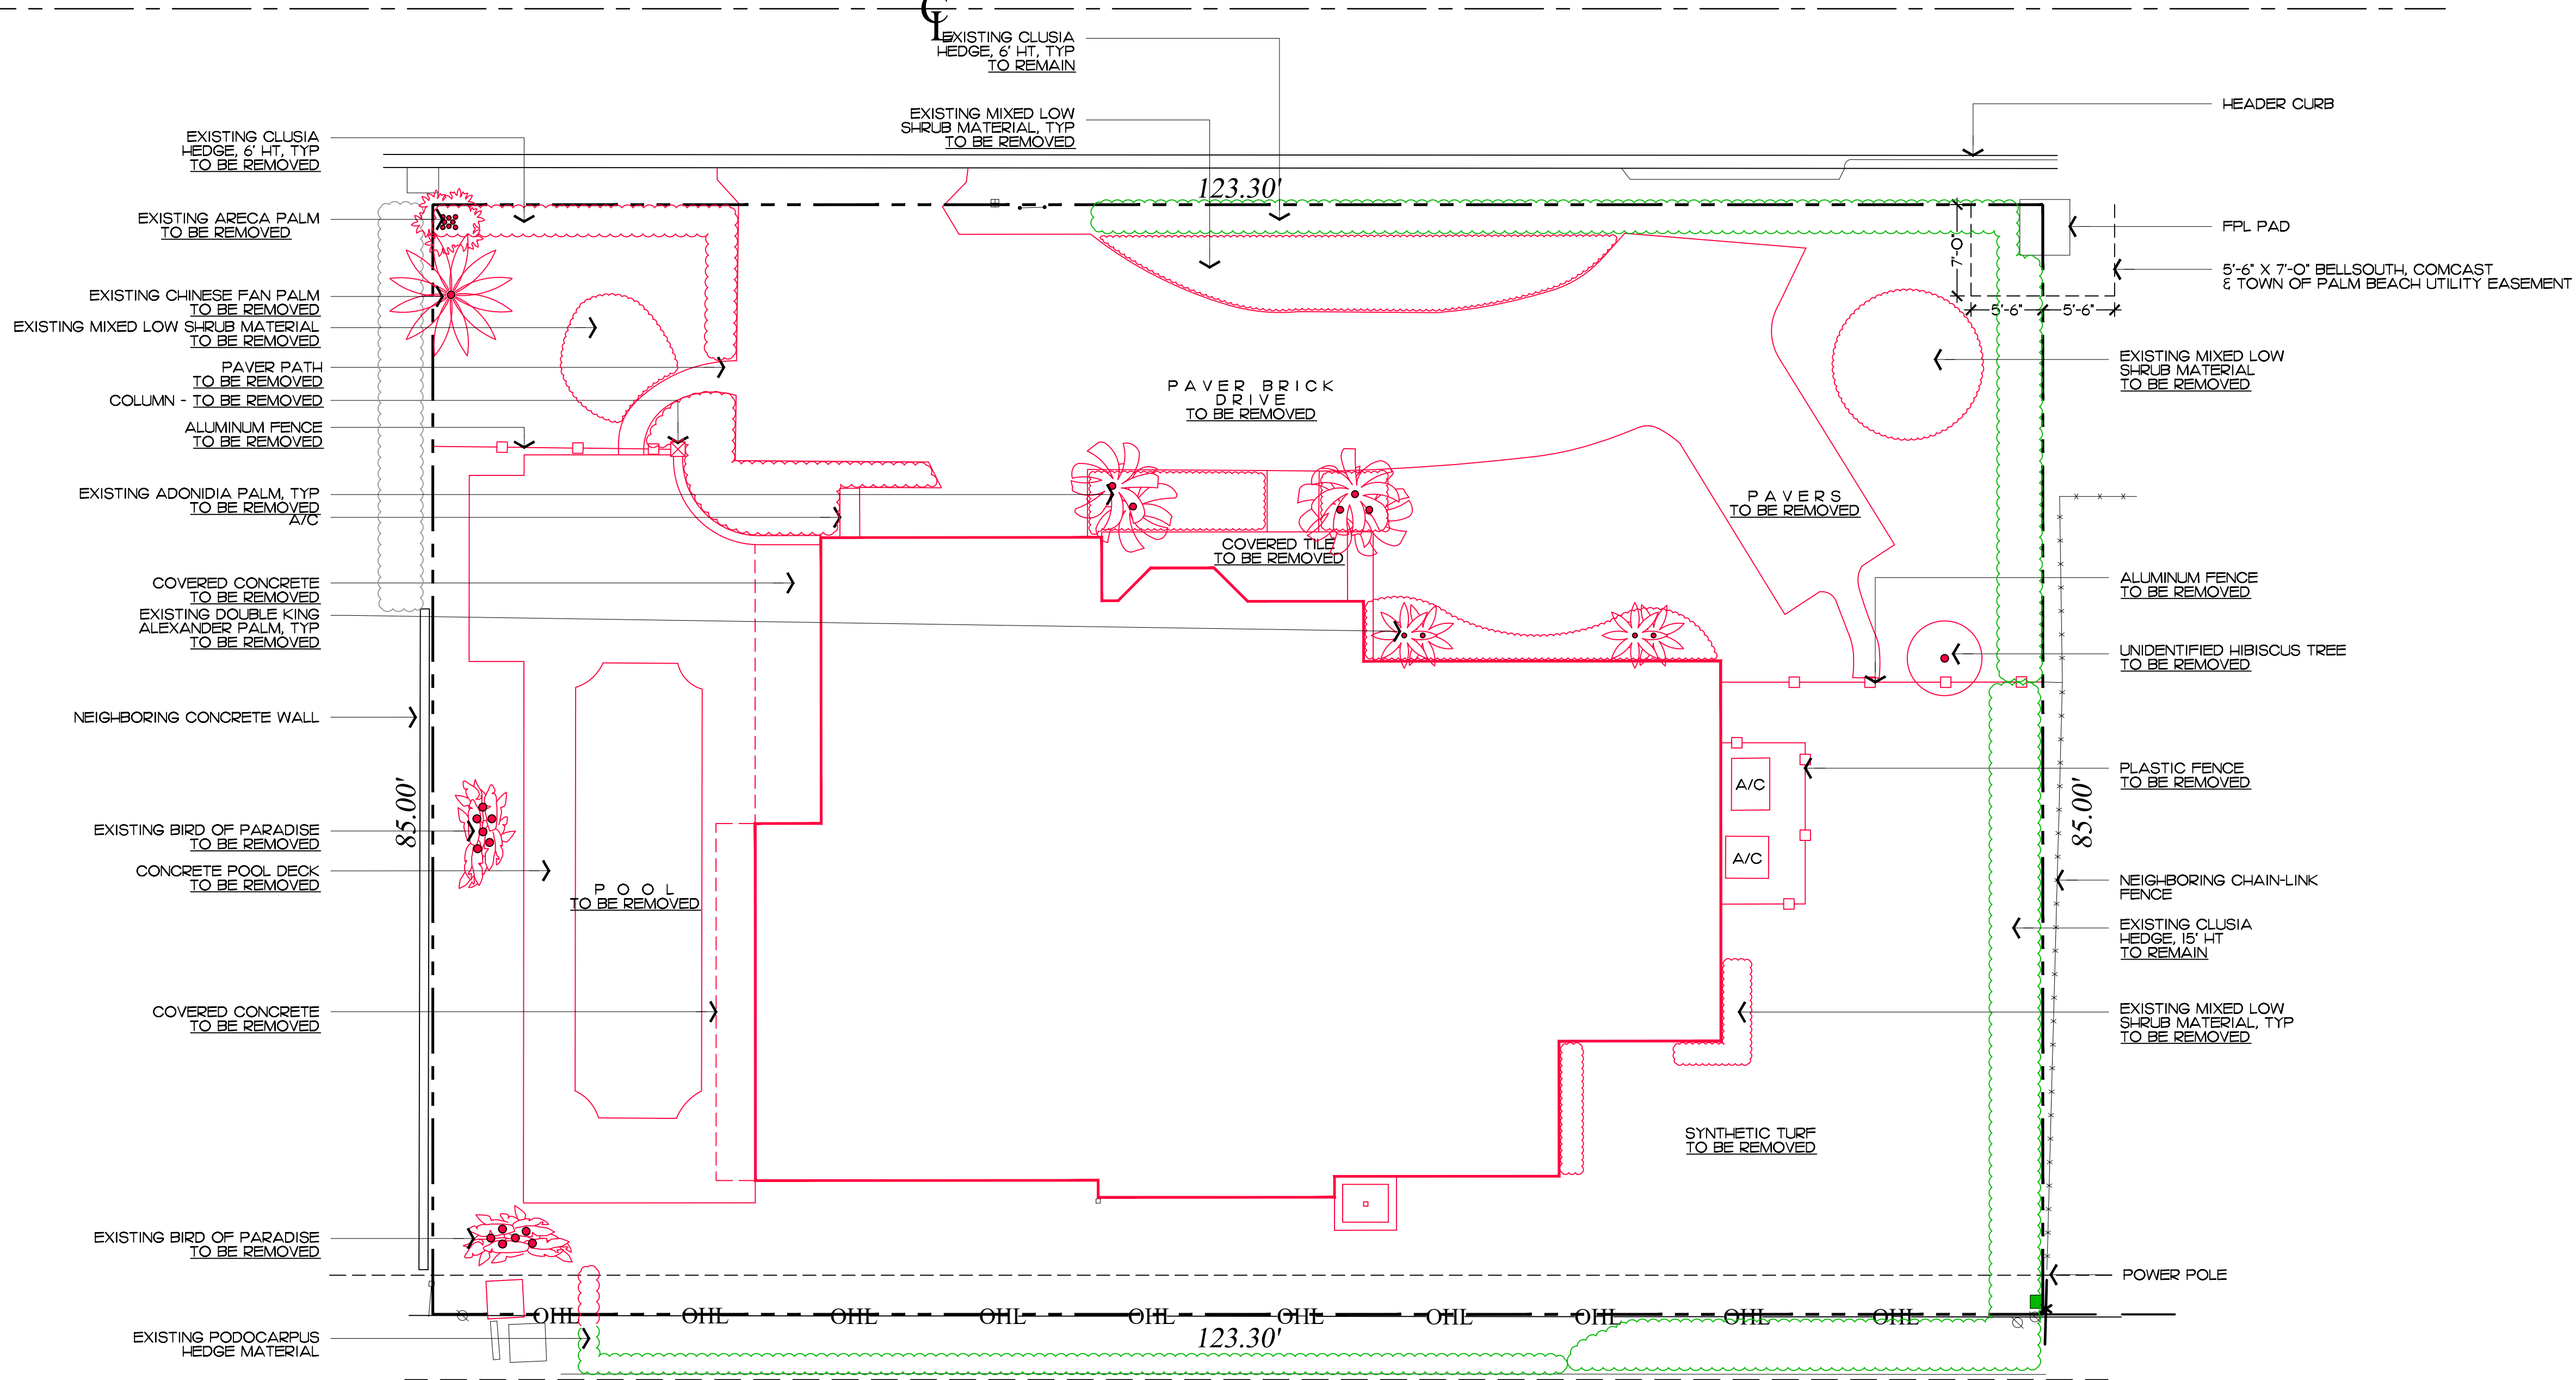 ℄
EXISTING CLUSIA
HEDGE, 6' HT, TYP
TO REMAIN
EXISTING MIXED LOW
SHRUB MATERIAL, TYP
TO BE REMOVED
HEADER CURB
EXISTING CLUSIA
HEDGE, 6' HT, TYP
TO BE REMOVED
123.30'
EXISTING ARECA PALM
TO BE REMOVED
FPL PAD
7'-0"
5'-6" X 7'-0" BELLSOUTH, COMCAST
& TOWN OF PALM BEACH UTILITY EASEMENT
5'-6"
5'-6"
EXISTING CHINESE FAN PALM
TO BE REMOVED
EXISTING MIXED LOW SHRUB MATERIAL
TO BE REMOVED
PAVER PATH
TO BE REMOVED
COLUMN - TO BE REMOVED
ALUMINUM FENCE
TO BE REMOVED
PAVER BRICK
DRIVE
TO BE REMOVED
EXISTING MIXED LOW
SHRUB MATERIAL
TO BE REMOVED
EXISTING ADONIDIA PALM, TYP
TO BE REMOVED
A/C
PAVERS
TO BE REMOVED
COVERED TILE
TO BE REMOVED
COVERED CONCRETE
TO BE REMOVED
EXISTING DOUBLE KING
ALEXANDER PALM, TYP
TO BE REMOVED
ALUMINUM FENCE
TO BE REMOVED
UNIDENTIFIED HIBISCUS TREE
TO BE REMOVED
NEIGHBORING CONCRETE WALL
85.00'
PLASTIC FENCE
TO BE REMOVED
A/C
A/C
85.00'
EXISTING BIRD OF PARADISE
TO BE REMOVED
CONCRETE POOL DECK
TO BE REMOVED
POOL
TO BE REMOVED
NEIGHBORING CHAIN-LINK
FENCE
EXISTING CLUSIA
HEDGE, 15' HT
TO REMAIN
COVERED CONCRETE
TO BE REMOVED
EXISTING MIXED LOW
SHRUB MATERIAL, TYP
TO BE REMOVED
SYNTHETIC TURF
TO BE REMOVED
EXISTING BIRD OF PARADISE
TO BE REMOVED
POWER POLE
OHL OHL OHL OHL OHL OHL OHL OHL OHL OHL
EXISTING PODOCARPUS
HEDGE MATERIAL
123.30'